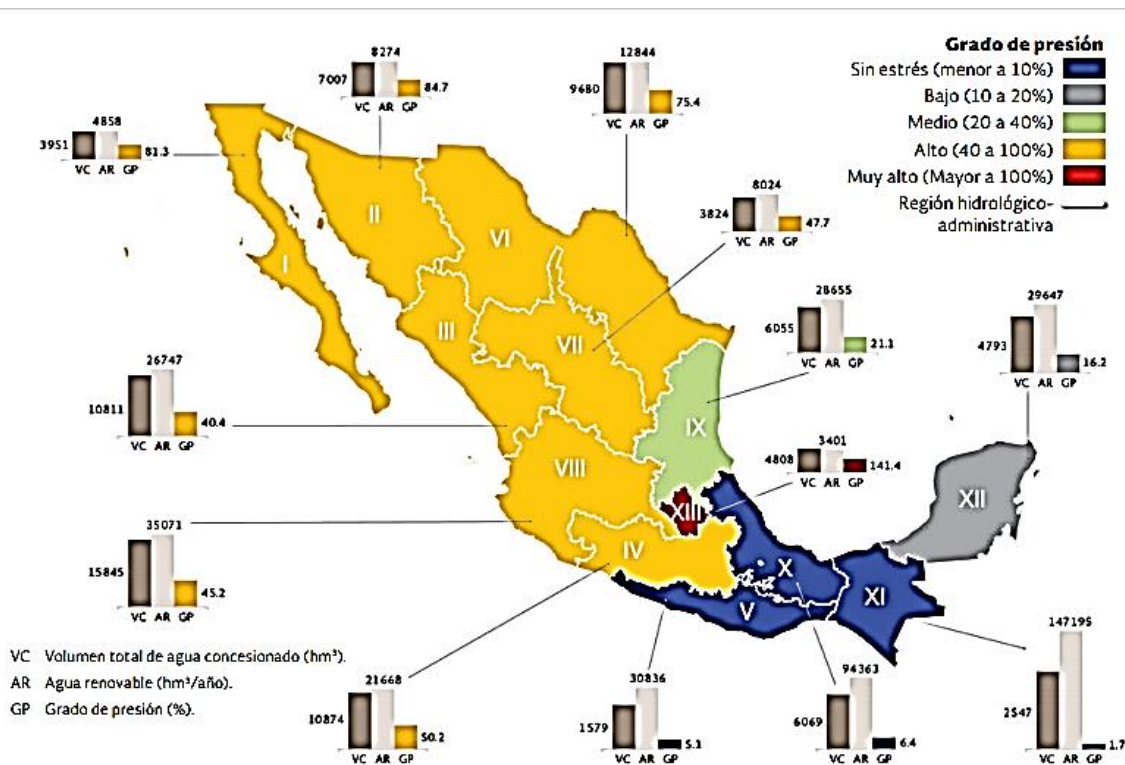 Grado de presión
Sin estrés (menor a 10%)
Bajo (10 a 20%)
Medio (20 a 40%)
Alto (40 a 100%)
Muy alto (Mayor a 100%)
Región hidrológico-
administrativa
8274
7007
84.7
VC AR GP
12844
9680
75.4
VC AR GP
4858
3951
81.3
VC AR GP
8024
3824
47.7
VC AR GP
28655
6055
21.1
VC AR GP
29647
4793
16.2
VC AR GP
26747
10811
40.4
VC AR GP
3401
4808
141.4
VC AR GP
35071
15845
45.2
VC AR GP
I
II
VI
III
VII
IX
VIII
XIII
XII
IV
X
V
XI
VC Volumen total de agua concesionado (hm³).
AR Agua renovable (hm³/año).
GP Grado de presión (%).
21668
10874
50.2
VC AR GP
30836
1579
5.1
VC AR GP
94363
6069
6.4
VC AR GP
147195
2547
1.7
VC AR GP